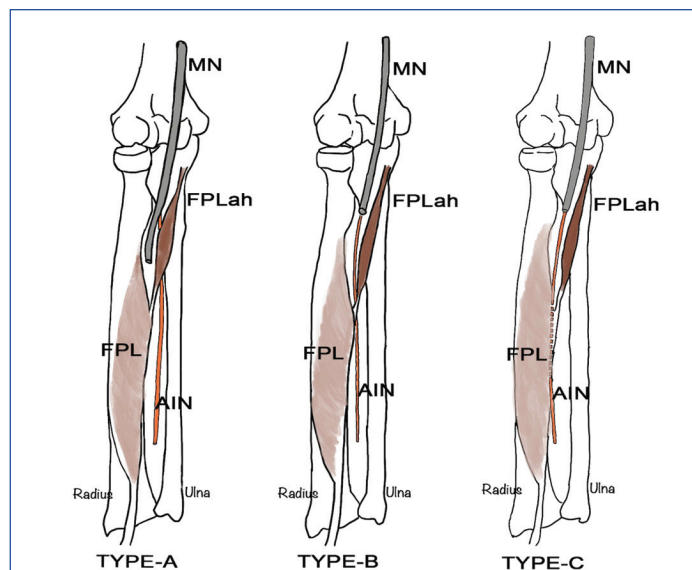 MN
FPLah
FPL
AIN
Radius
Ulna
TYPE-A
MN
FPLah
FPL
AIN
Radius
Ulna
TYPE-B
MN
FPLah
FPL
AIN
Radius
Ulna
TYPE-C